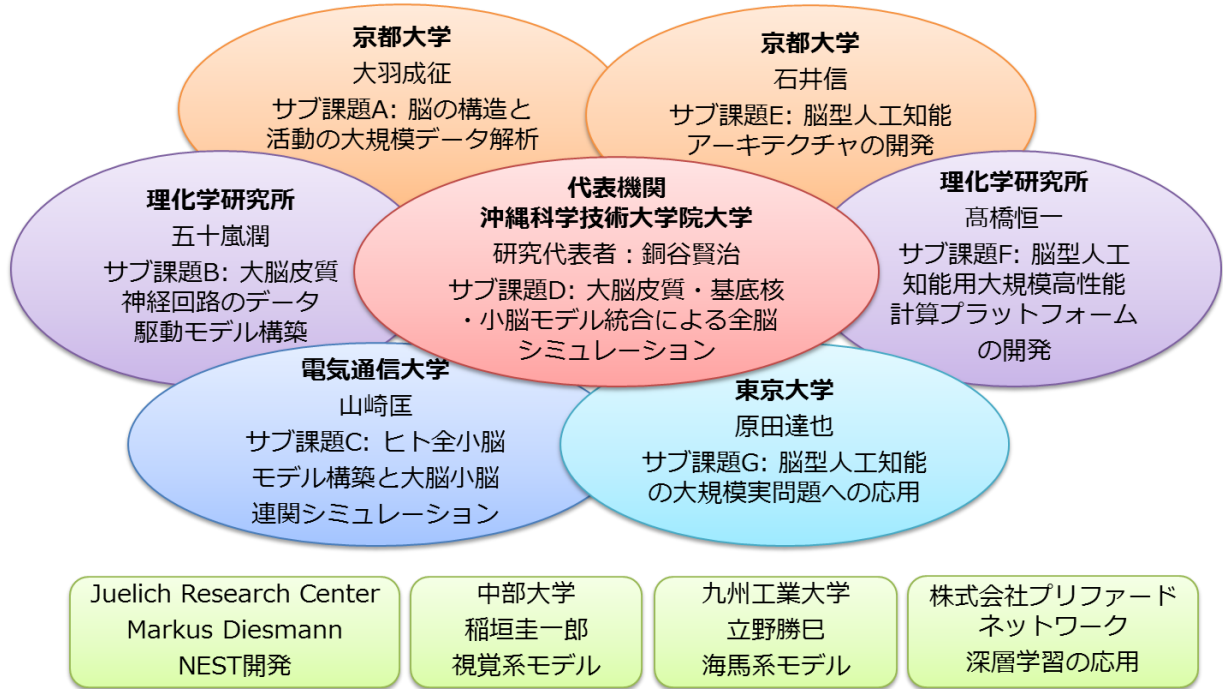 京都大学
大羽成征
サブ課題A: 脳の構造と
活動の大規模データ解析
京都大学
石井信
サブ課題E: 脳型人工知能
アーキテクチャの開発
理化学研究所
五十嵐潤
サブ課題B: 大脳皮質
神経回路のデータ
駆動モデル構築
代表機関
沖縄科学技術大学院大学
研究代表者：銅谷賢治
サブ課題D: 大脳皮質・基底核
・小脳モデル統合による全脳
シミュレーション
理化学研究所
髙橋恒一
サブ課題F: 脳型人工
知能用大規模高性能
計算プラットフォーム
の開発
電気通信大学
山﨑匡
サブ課題C: ヒト全小脳
モデル構築と大脳小脳
連関シミュレーション
東京大学
原田達也
サブ課題G: 脳型人工知能
の大規模実問題への応用
Juelich Research Center
Markus Diesmann
NEST開発
中部大学
稲垣圭一郎
視覚系モデル
九州工業大学
立野勝巳
海馬系モデル
株式会社プリファード
ネットワーク
深層学習の応用